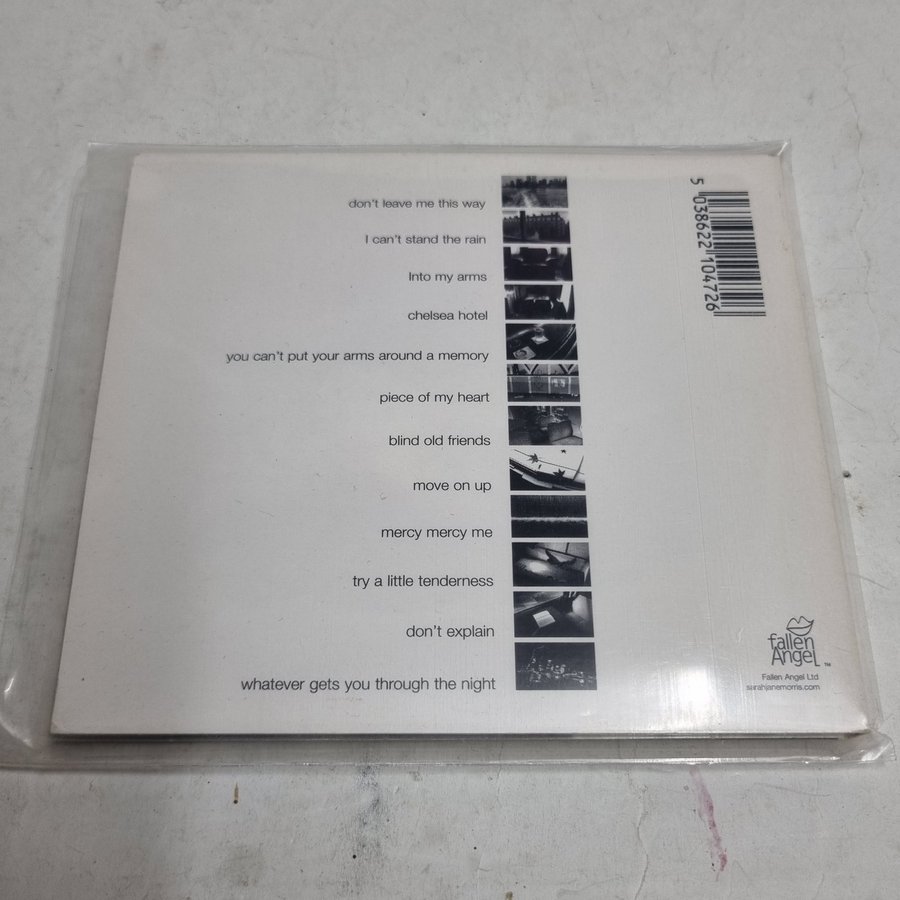 don't leave me this way
I can't stand the rain
Into my arms
chelsea hotel
you can't put your arms around a memory
piece of my heart
blind old friends
move on up
mercy mercy me
try a little tenderness
don't explain
whatever gets you through the night
5 038622 104726
fallen
Angel ™
Fallen Angel Ltd
sarahjanemorris.com